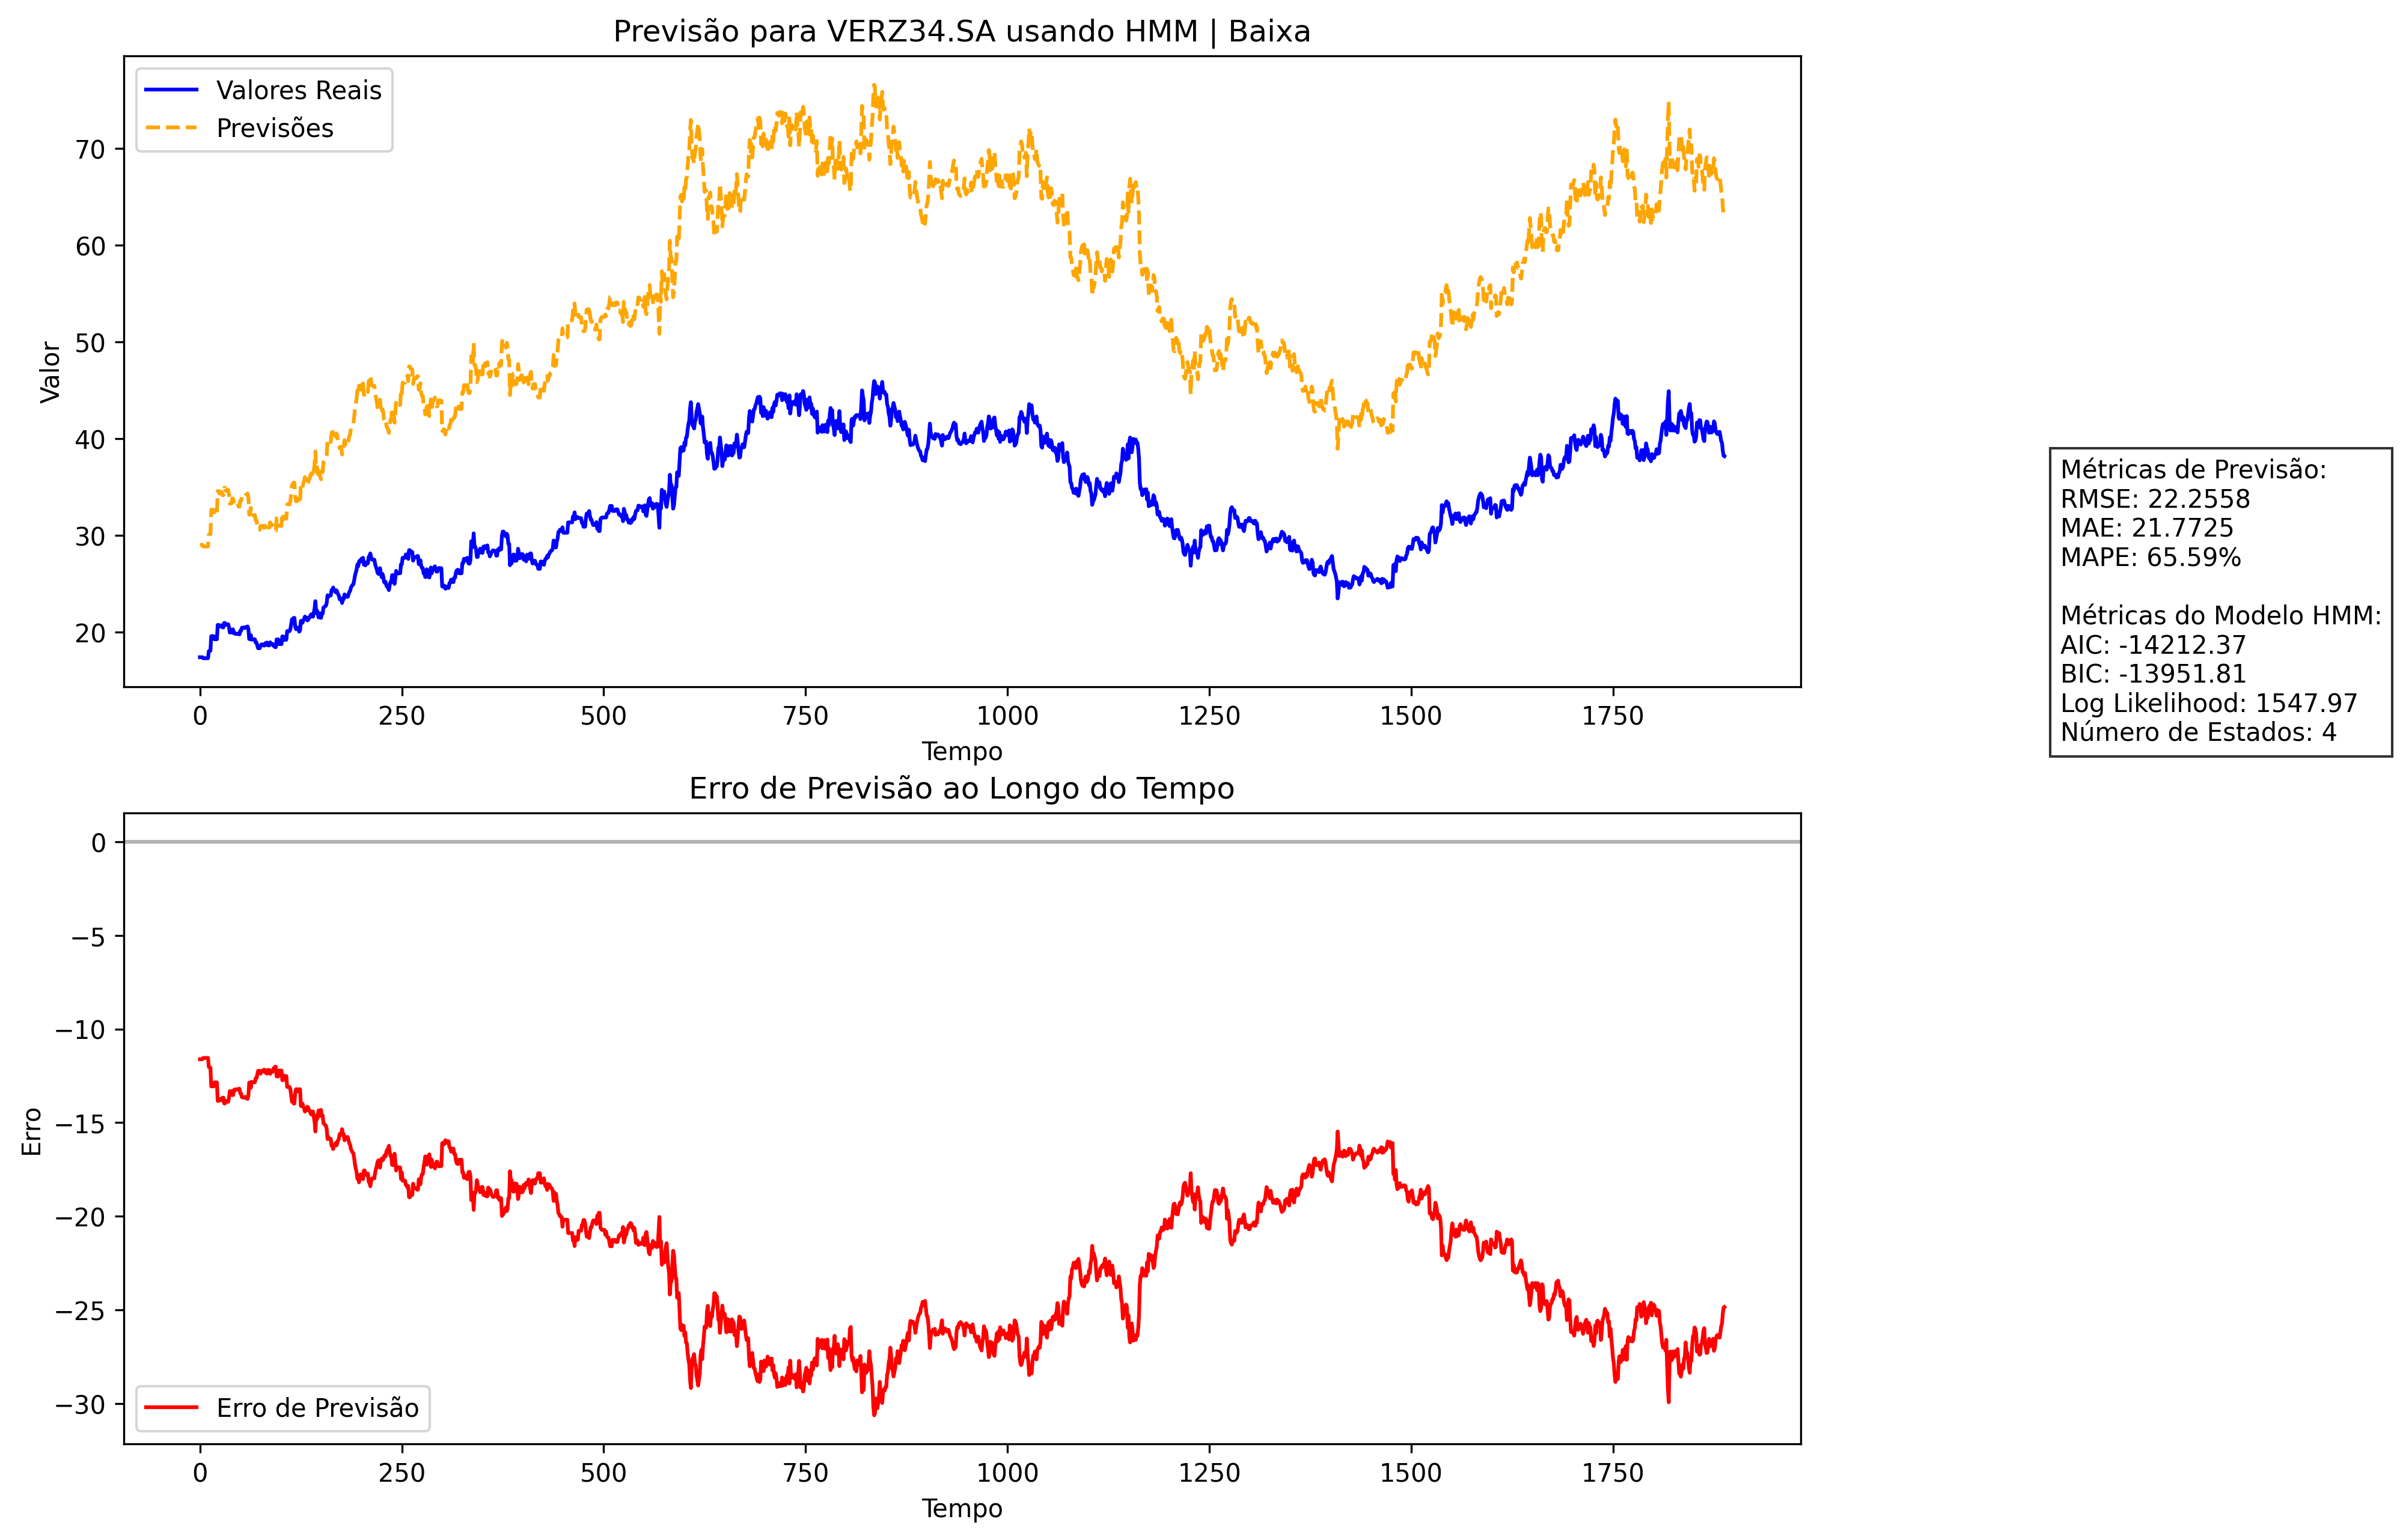 Previsão para VERZ34.SA usando HMM | Baixa
Valores Reais
Previsões
Valor
70
60
50
40
30
20
0
250
500
750
1000
1250
1500
1750
Tempo
Métricas de Previsão:
RMSE: 22.2558
MAE: 21.7725
MAPE: 65.59%
Métricas do Modelo HMM:
AIC: -14212.37
BIC: -13951.81
Log Likelihood: 1547.97
Número de Estados: 4
Erro de Previsão ao Longo do Tempo
Erro
0
−5
−10
−15
−20
−25
−30
Erro de Previsão
0
250
500
750
1000
1250
1500
1750
Tempo